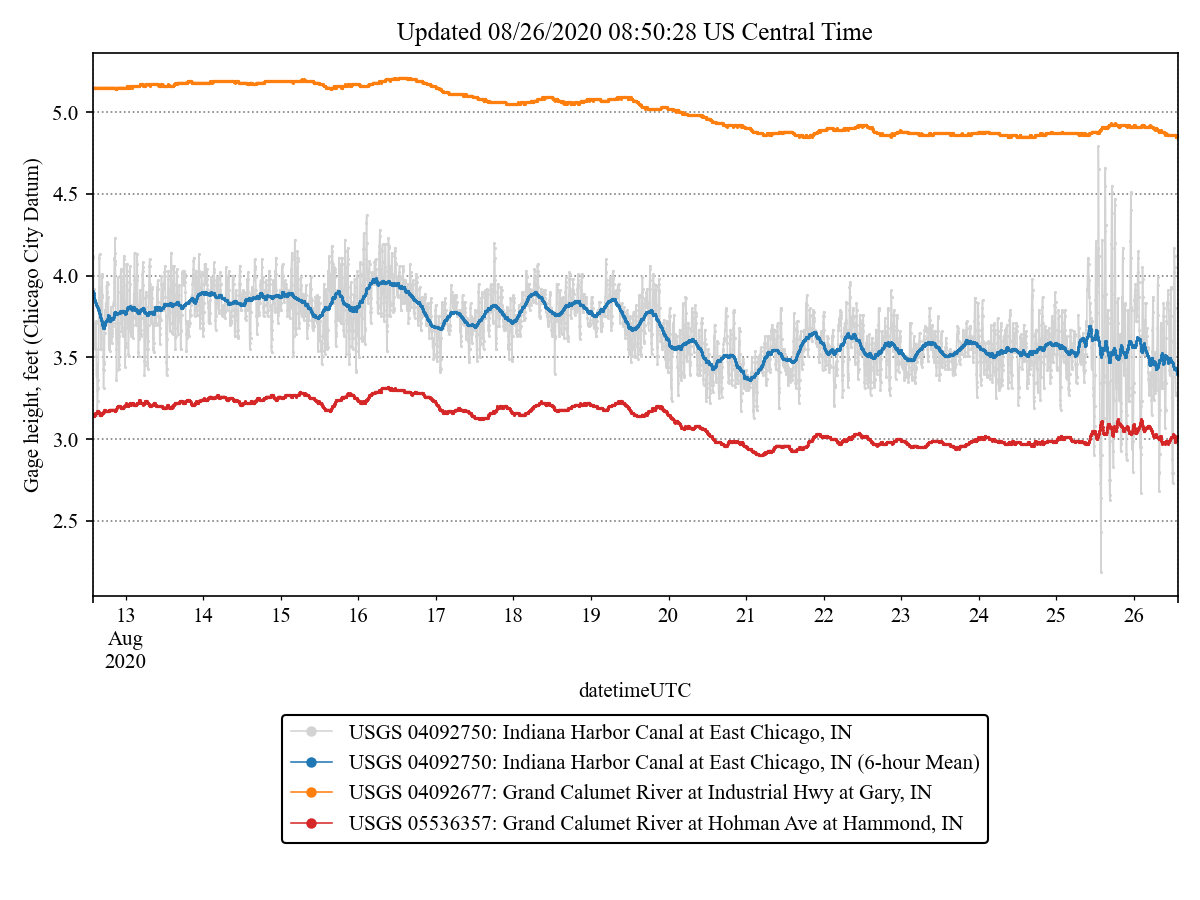 Updated 08/26/2020 08:50:28 US Central Time
Gage height, feet (Chicago City Datum)
5.0
4.5
4.0
3.5
3.0
2.5
13 14 15 16 17 18 19 20 21 22 23 24 25 26
Aug
2020
datetimeUTC
USGS 04092750: Indiana Harbor Canal at East Chicago, IN
USGS 04092750: Indiana Harbor Canal at East Chicago, IN (6-hour Mean)
USGS 04092677: Grand Calumet River at Industrial Hwy at Gary, IN
USGS 05536357: Grand Calumet River at Hohman Ave at Hammond, IN